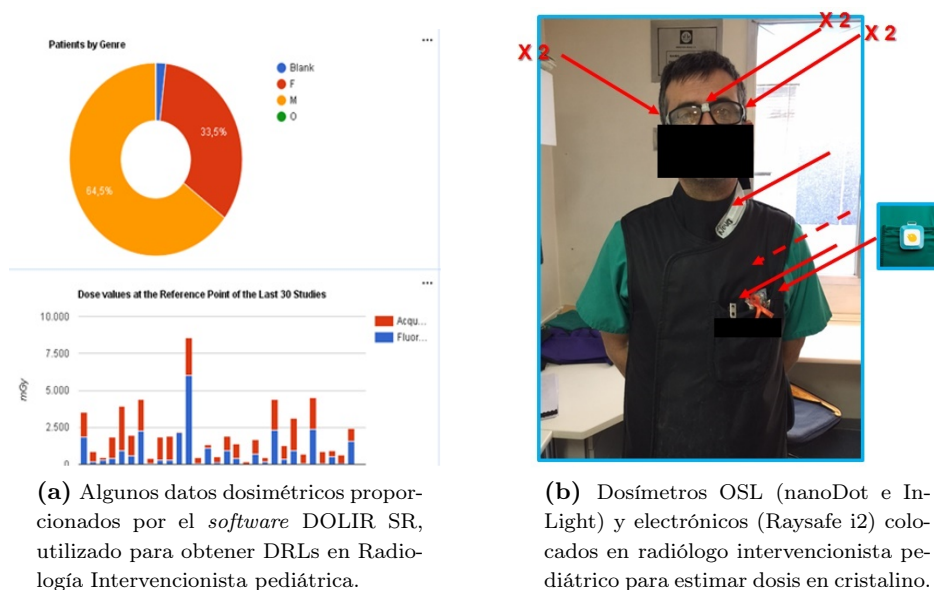 Patients by Genre
Blank
F
M
O
33,5%
64,5%
Dose values at the Reference Point of the Last 30 Studies
10.000
7.500
5.000
2.500
0
mGy
Acqu...
Fluor...
(a) Algunos datos dosimétricos propor-
cionados por el software DOLIR SR,
utilizado para obtener DRLs en Radio-
logía Intervencionista pediátrica.
X 2
X 2
X 2
(b) Dosímetros OSL (nanoDot e In-
Light) y electrónicos (Raysafe i2) colo-
cados en radiólogo intervencionista pe-
diátrico para estimar dosis en cristalino.